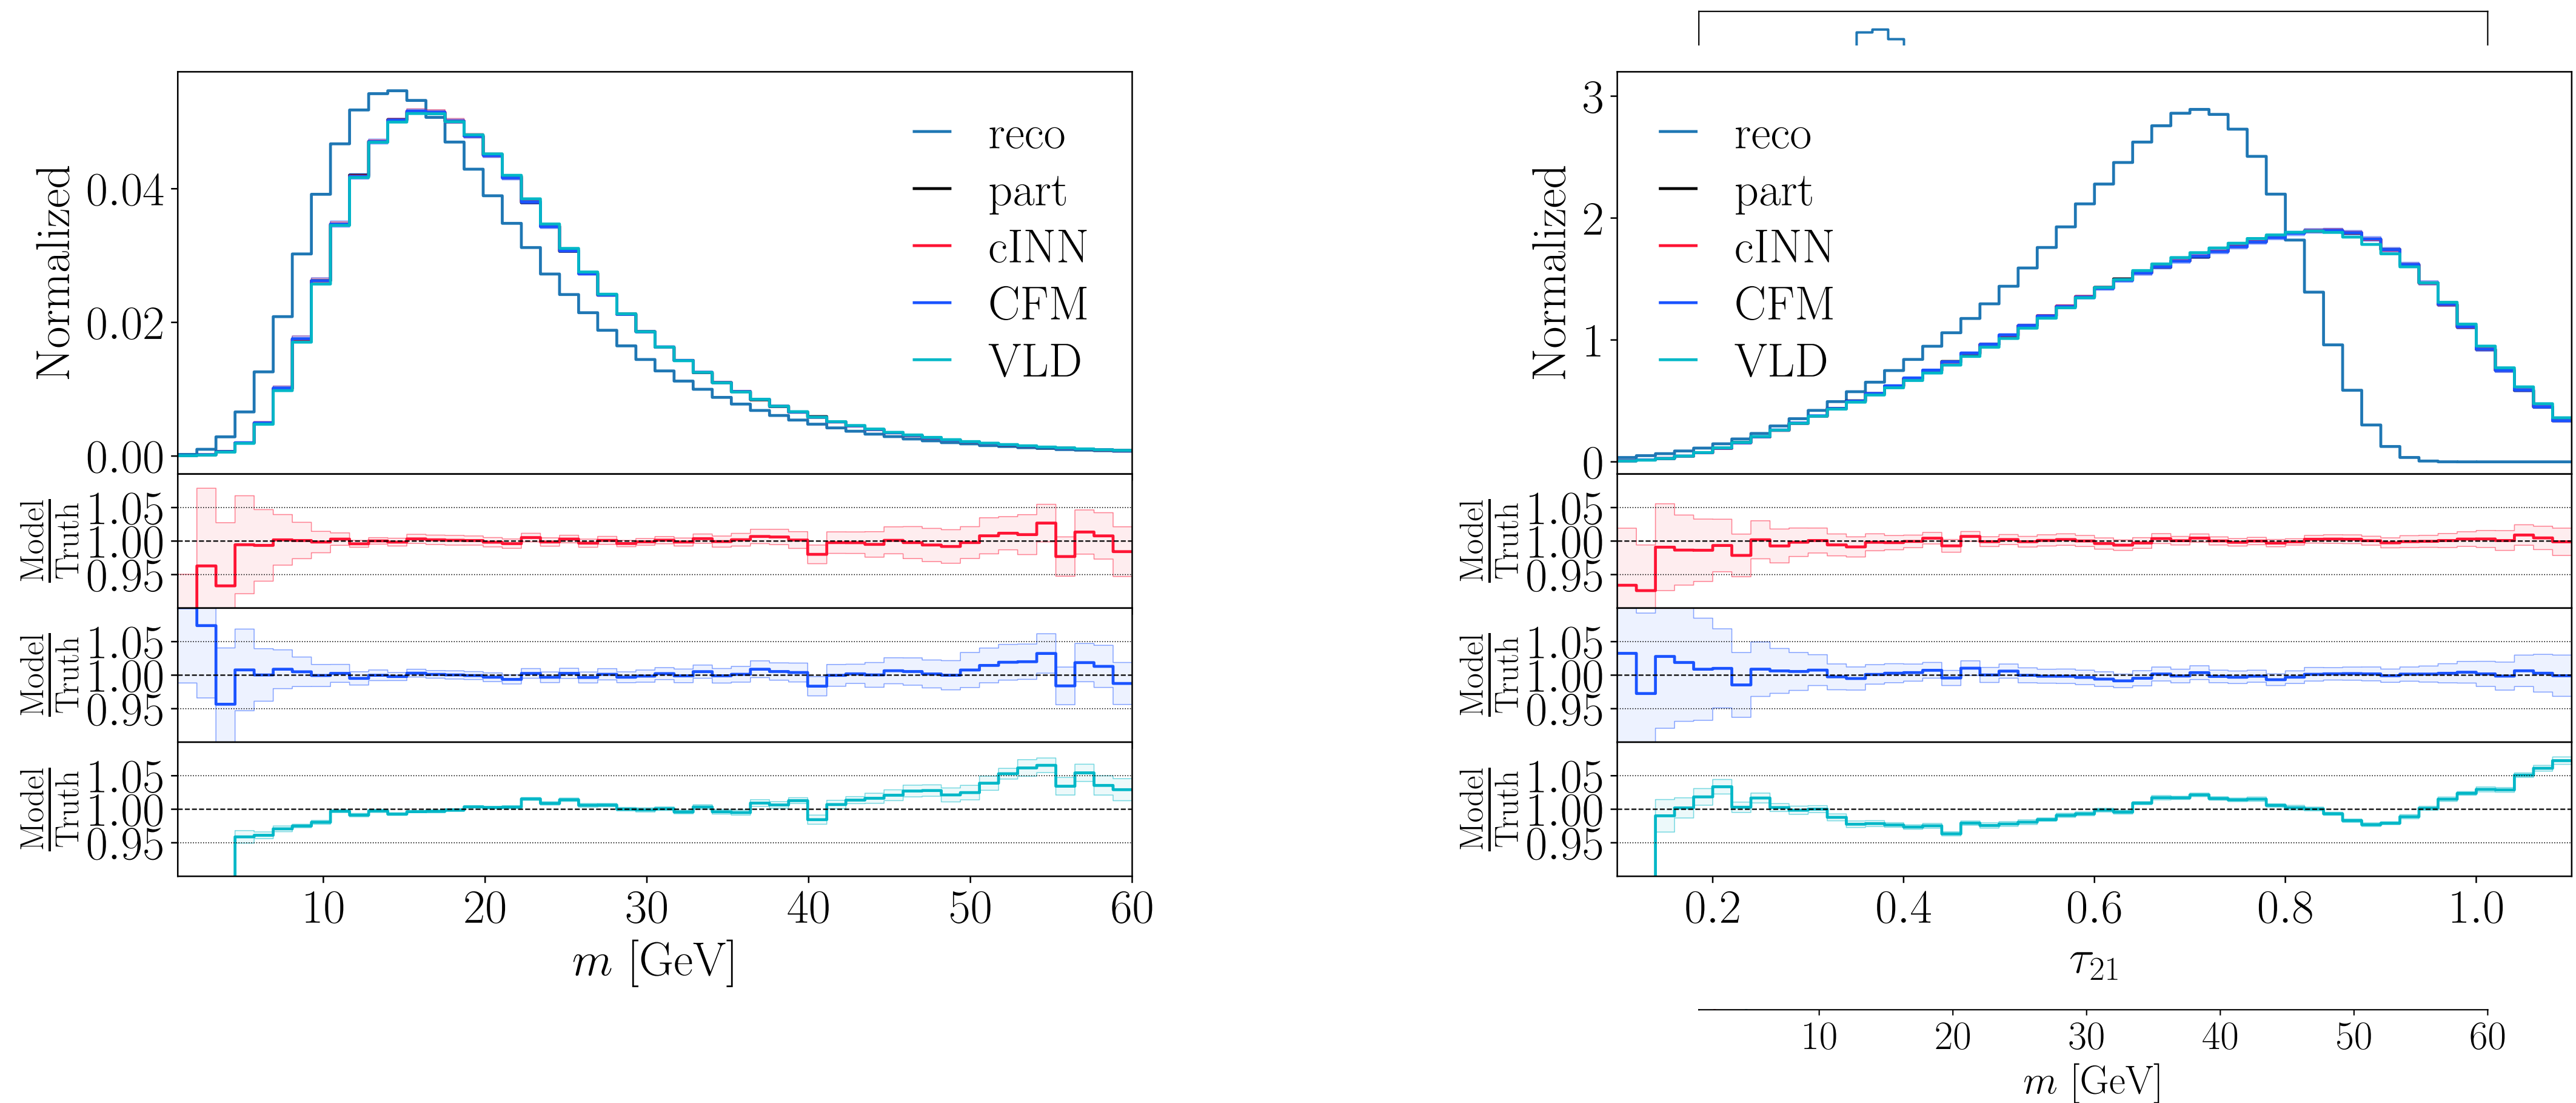 Normalized
0.04
0.02
0.00
reco
part
cINN
CFM
VLD
Model
Truth
1.05
1.00
0.95
Model
Truth
1.05
1.00
0.95
Model
Truth
1.05
1.00
0.95
10 20 30 40 50 60
m [GeV]
Normalized
3
2
1
0
reco
part
cINN
CFM
VLD
Model
Truth
1.05
1.00
0.95
Model
Truth
1.05
1.00
0.95
Model
Truth
1.05
1.00
0.95
0.2 0.4 0.6 0.8 1.0
τ21
10 20 30 40 50 60
m [GeV]